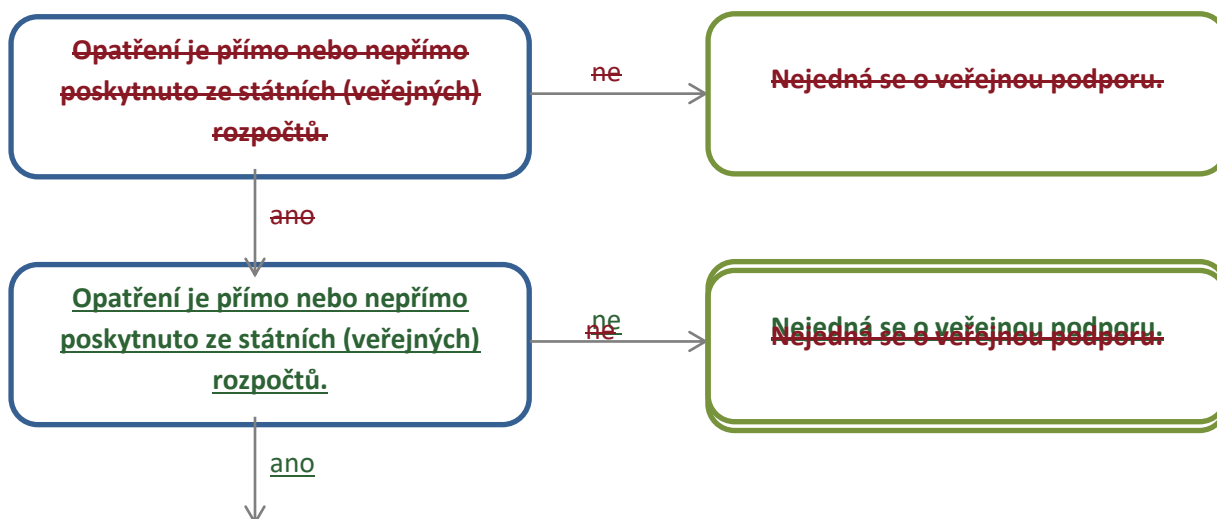 Opatření je přímo nebo nepřímo
poskytnuto ze státních (veřejných)
rozpočtů.
ne
Nejedná se o veřejnou podporu.
ano
Opatření je přímo nebo nepřímo
poskytnuto ze státních (veřejných)
rozpočtů.
ne
ne
Nejedná se o veřejnou podporu.
Nejedná se o veřejnou podporu.
ano